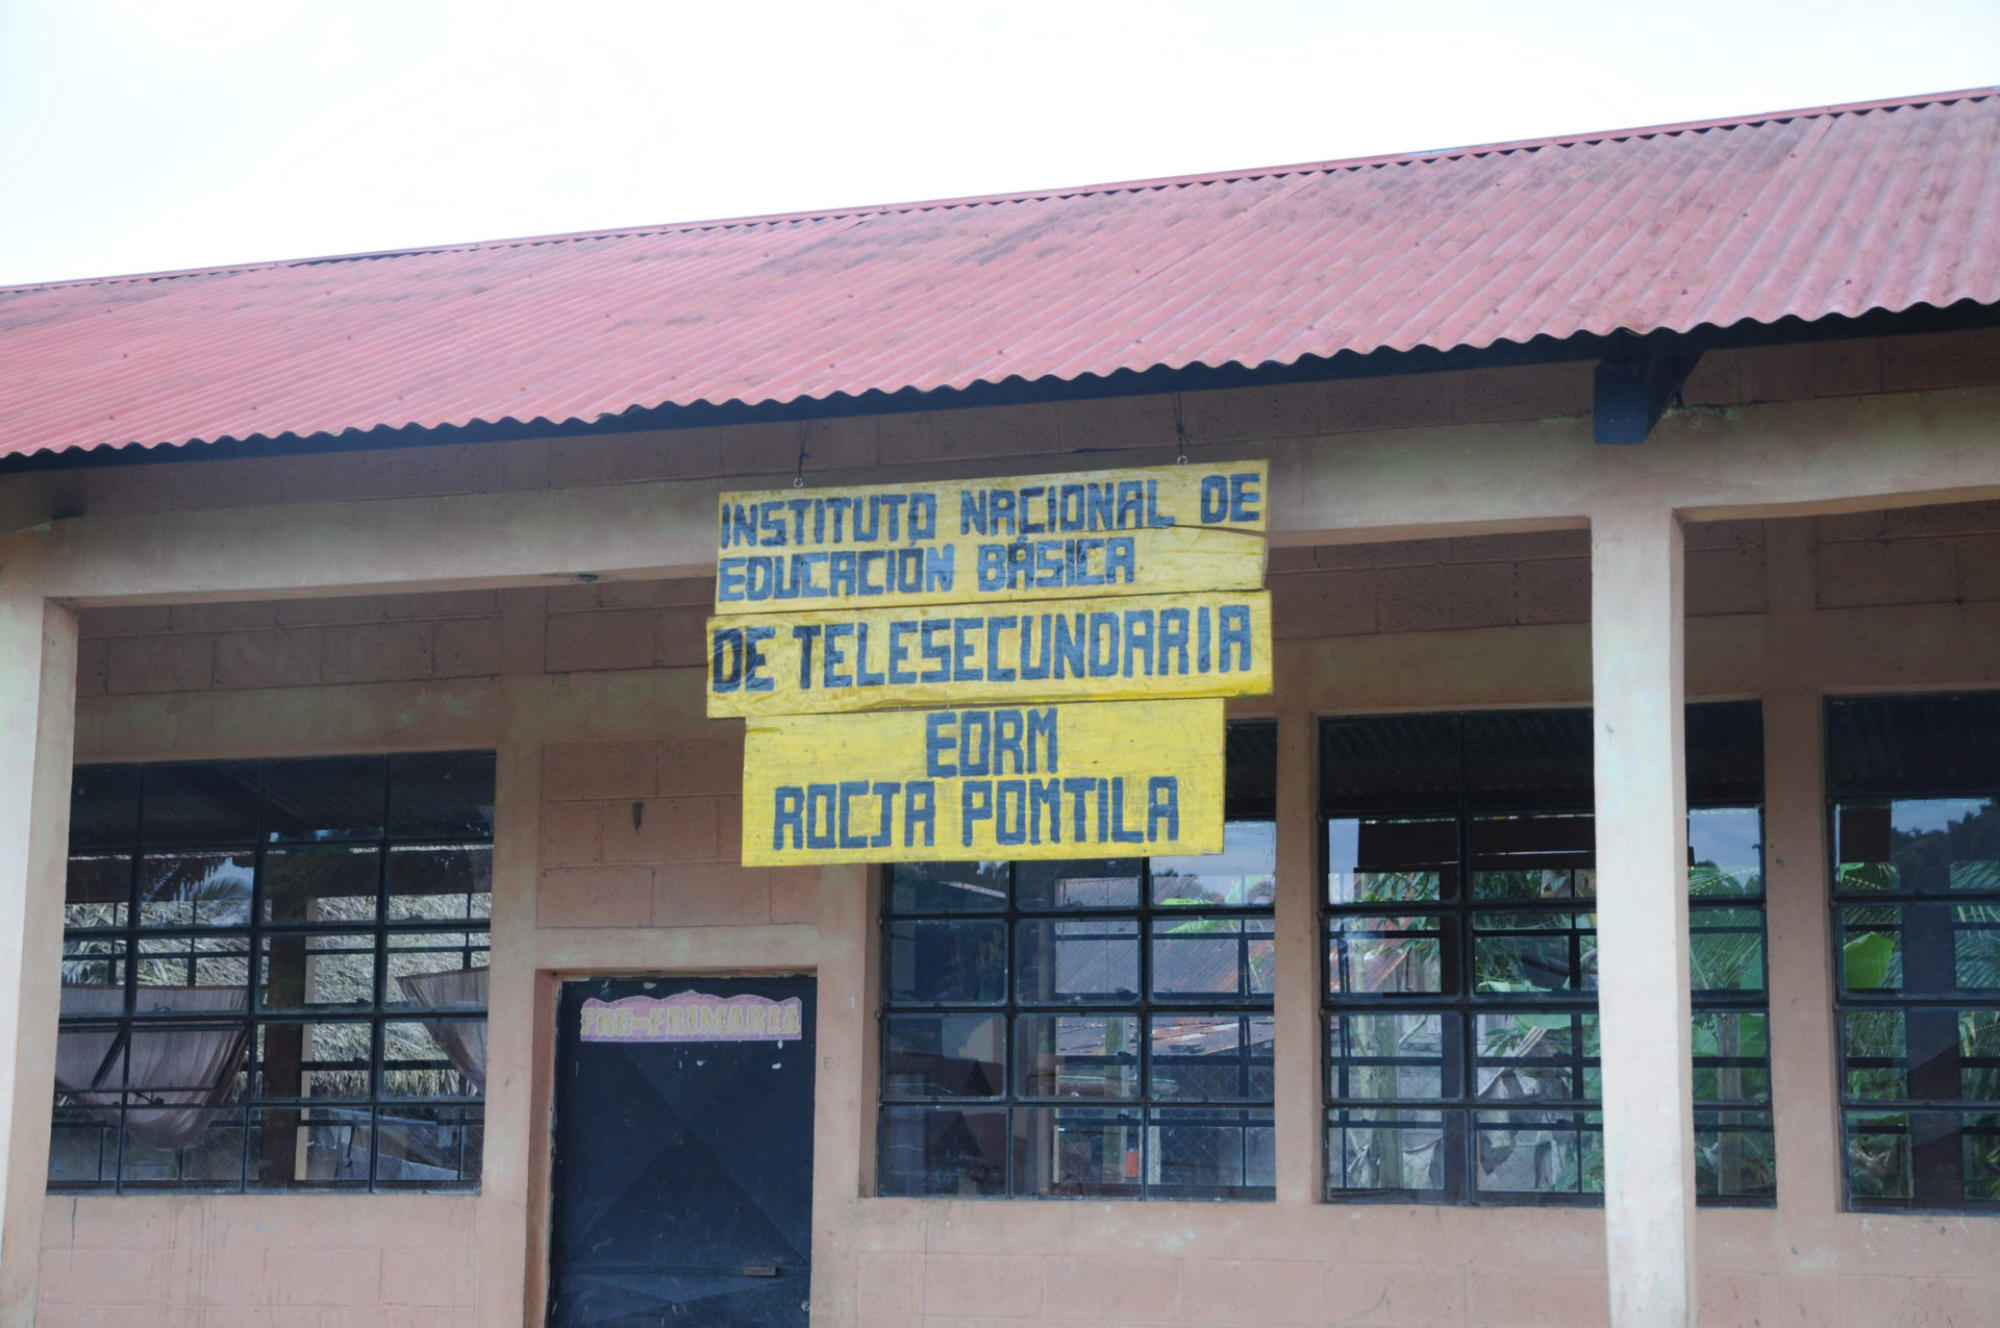 INSTITUTO NACIONAL DE
EDUCACIÓN BÁSICA
DE TELESECUNDARIA
EORM
ROCJA POMTILA
PRE-PRIMARIA